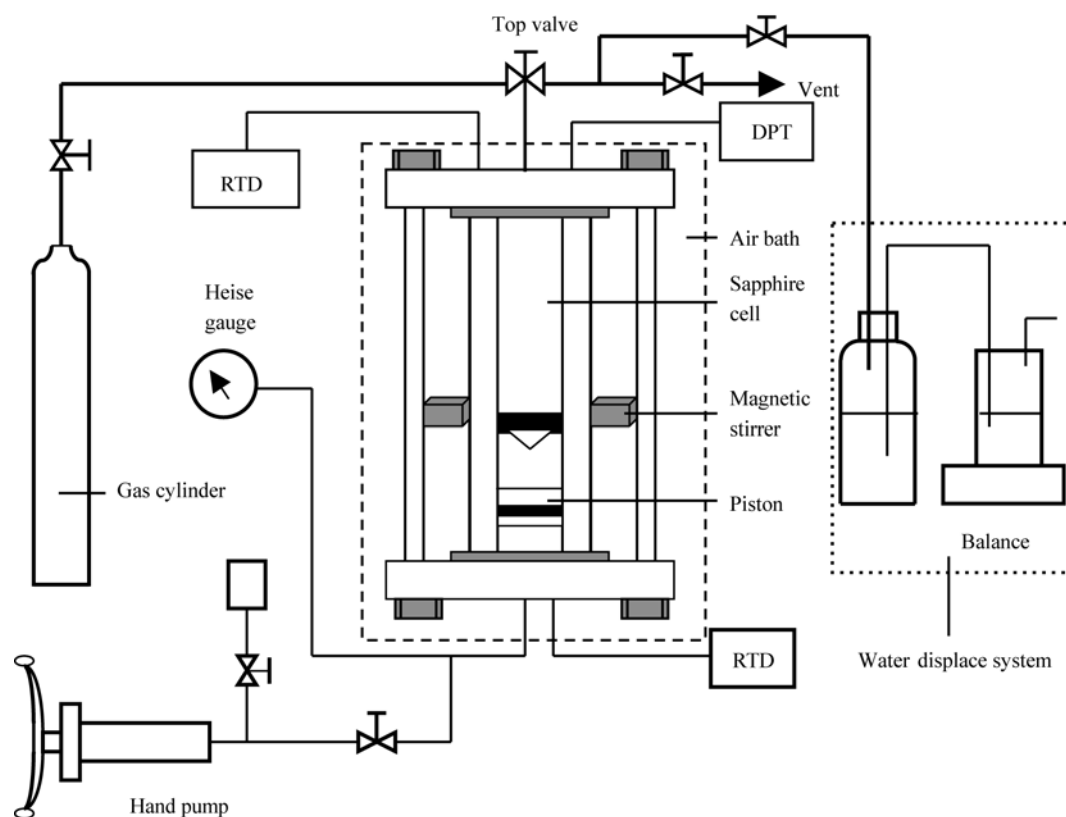 Top valve
Vent
DPT
RTD
Air bath
Heise
gauge
Sapphire
cell
Magnetic
stirrer
Gas cylinder
Piston
Balance
RTD
Water displace system
Hand pump